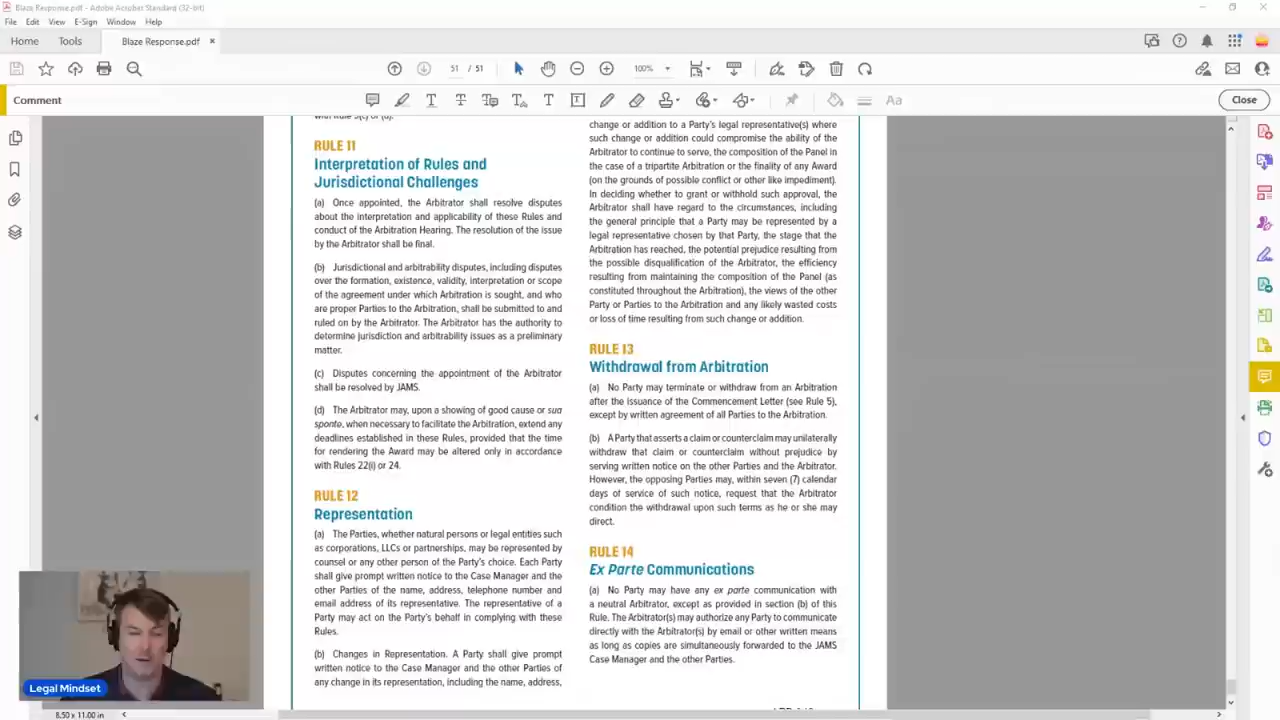 Blaze Response.pdf - Adobe Acrobat Standard (32-bit)
File Edit View E-Sign Window Help
Home Tools Blaze Response.pdf ×
51 / 51 100%
Comment Aa Close
RULE 11
Interpretation of Rules and
Jurisdictional Challenges
(a) Once appointed, the Arbitrator shall resolve disputes
about the interpretation and applicability of these Rules and
conduct of the Arbitration Hearing. The resolution of the issue
by the Arbitrator shall be final.
(b) Jurisdictional and arbitrability disputes, including disputes
over the formation, existence, validity, interpretation or scope
of the agreement under which Arbitration is sought, and who
are proper Parties to the Arbitration, shall be submitted to and
ruled on by the Arbitrator. The Arbitrator has the authority to
determine jurisdiction and arbitrability issues as a preliminary
matter.
(c) Disputes concerning the appointment of the Arbitrator
shall be resolved by JAMS.
(d) The Arbitrator may, upon a showing of good cause or sua
sponte, when necessary to facilitate the Arbitration, extend any
deadlines established in these Rules, provided that the time
for rendering the Award may be altered only in accordance
with Rules 22(i) or 24.
RULE 12
Representation
(a) The Parties, whether natural persons or legal entities such
as corporations, LLCs or partnerships, may be represented by
counsel or any other person of the Party's choice. Each Party
shall give prompt written notice to the Case Manager and the
other Parties of the name, address, telephone number and
email address of its representative. The representative of a
Party may act on the Party's behalf in complying with these
Rules.
(b) Changes in Representation. A Party shall give prompt
written notice to the Case Manager and the other Parties of
any change in its representation, including the name, address,
change or addition to a Party's legal representative(s) where
such change or addition could compromise the ability of the
Arbitrator to continue to serve, the composition of the Panel in
the case of a tripartite Arbitration or the finality of any Award
(on the grounds of possible conflict or other like impediment).
In deciding whether to grant or withhold such approval, the
Arbitrator shall have regard to the circumstances, including
the general principle that a Party may be represented by a
legal representative chosen by that Party, the stage that the
Arbitration has reached, the potential prejudice resulting from
the possible disqualification of the Arbitrator, the efficiency
resulting from maintaining the composition of the Panel (as
constituted throughout the Arbitration), the views of the other
Party or Parties to the Arbitration and any likely wasted costs
or loss of time resulting from such change or addition.
RULE 13
Withdrawal from Arbitration
(a) No Party may terminate or withdraw from an Arbitration
after the issuance of the Commencement Letter (see Rule 5),
except by written agreement of all Parties to the Arbitration.
(b) A Party that asserts a claim or counterclaim may unilaterally
withdraw that claim or counterclaim without prejudice by
serving written notice on the other Parties and the Arbitrator.
However, the opposing Parties may, within seven (7) calendar
days of service of such notice, request that the Arbitrator
condition the withdrawal upon such terms as he or she may
direct.
RULE 14
Ex Parte Communications
(a) No Party may have any ex parte communication with
a neutral Arbitrator, except as provided in section (b) of this
Rule. The Arbitrator(s) may authorize any Party to communicate
directly with the Arbitrator(s) by email or other written means
as long as copies are simultaneously forwarded to the JAMS
Case Manager and the other Parties.
Legal Mindset
8.50 x 11.00 in